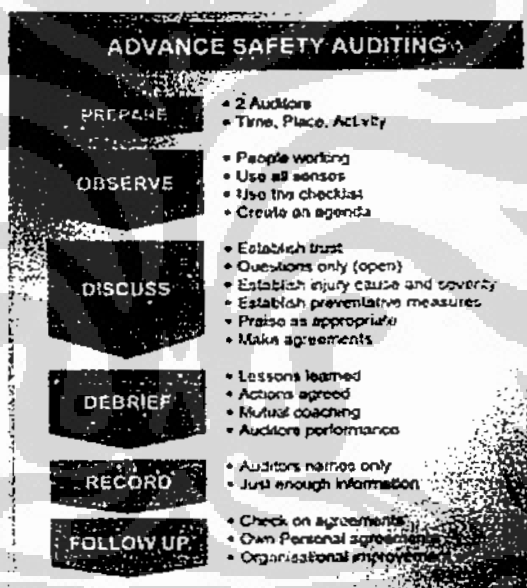 ADVANCE SAFETY AUDITING
PREPARE
• 2 Auditors
• Time, Place, Activity
OBSERVE
• People working
• Use all senses
• Use the checklist
• Create an agenda
DISCUSS
• Establish trust
• Questions only (open)
• Establish injury cause and severity
• Establish preventative measures
• Praise as appropriate
• Make agreements
DEBRIEF
• Lessons learned
• Actions agreed
• Mutual coaching
• Auditors performance
RECORD
• Auditors names only
• Just enough information
FOLLOW UP
• Check on agreements
• Own Personal agreements
• Organisational improvement